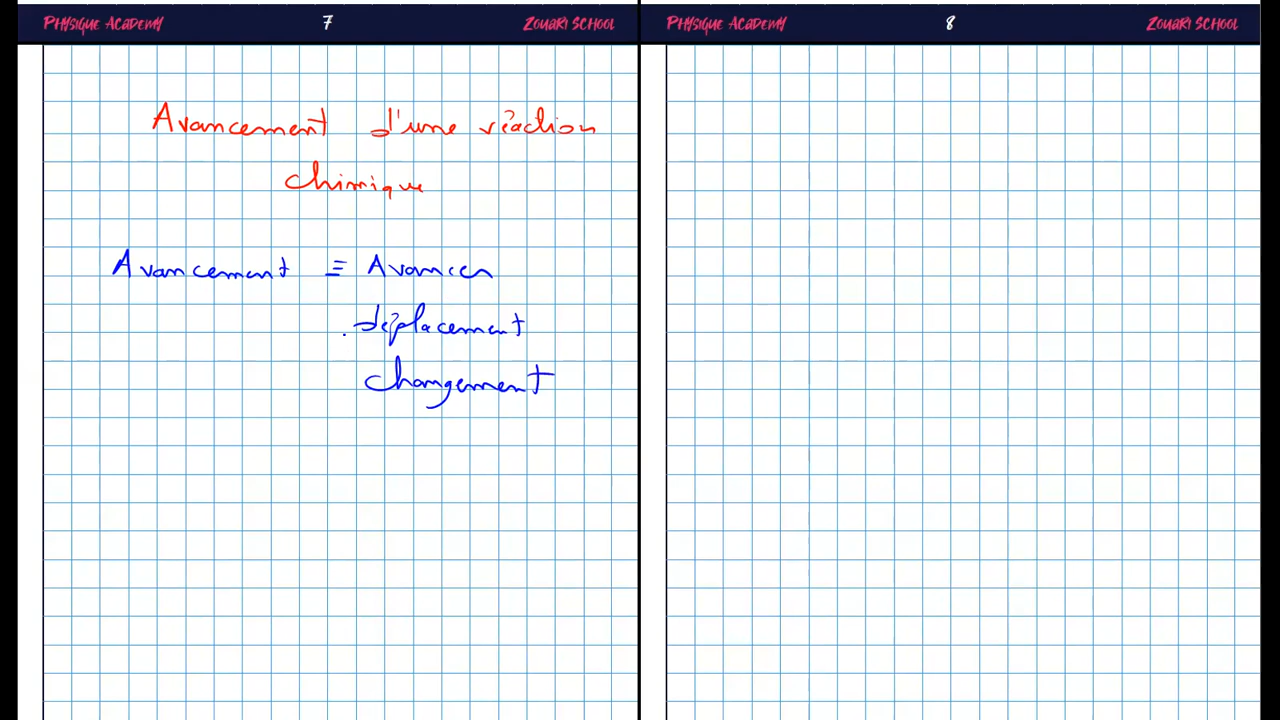 PHYSIQUE ACADEMY 7 ZOUARI SCHOOL
Avancement d'une réaction
chimique
Avancement ≡ Avancer
déplacement
changement
PHYSIQUE ACADEMY 8 ZOUARI SCHOOL